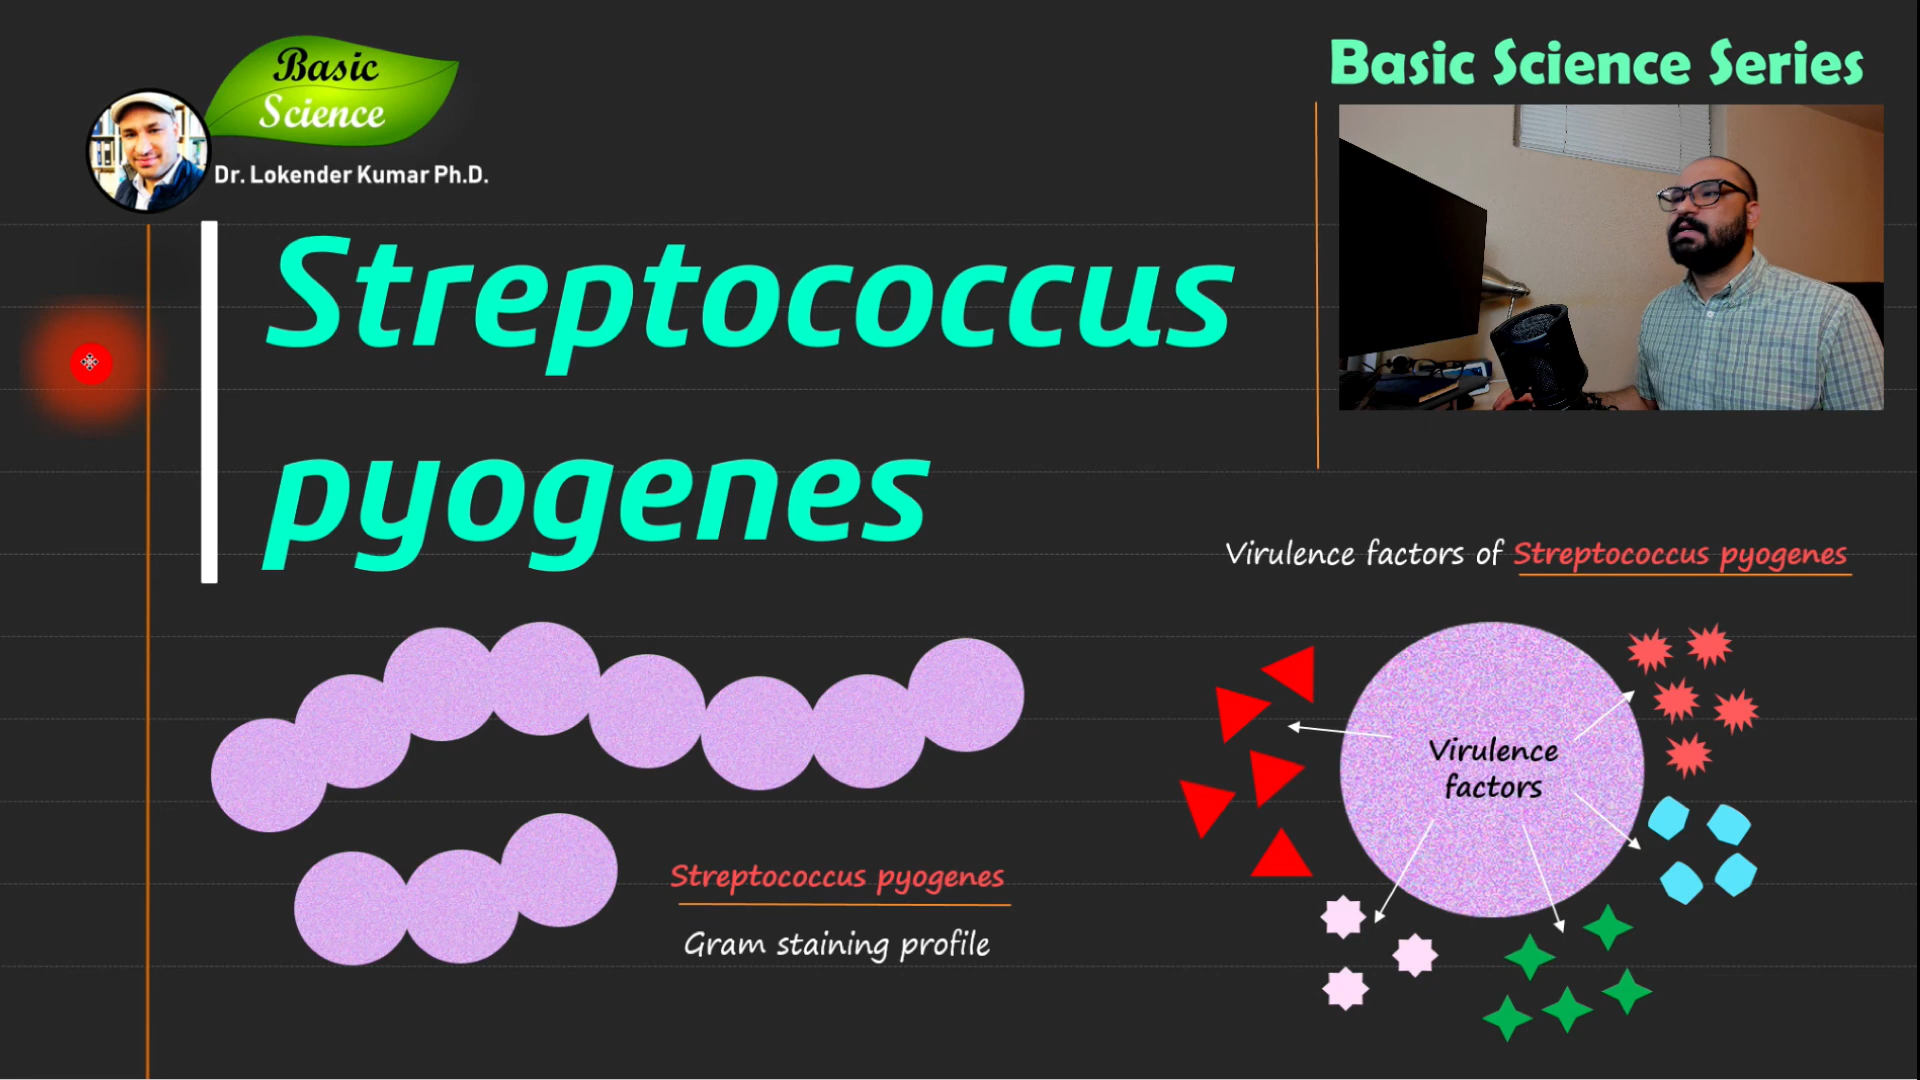 Basic
Science
Dr. Lokender Kumar Ph.D.
Basic Science Series
Streptococcus
pyogenes
Virulence factors of Streptococcus pyogenes
Virulence
factors
Streptococcus pyogenes
Gram staining profile